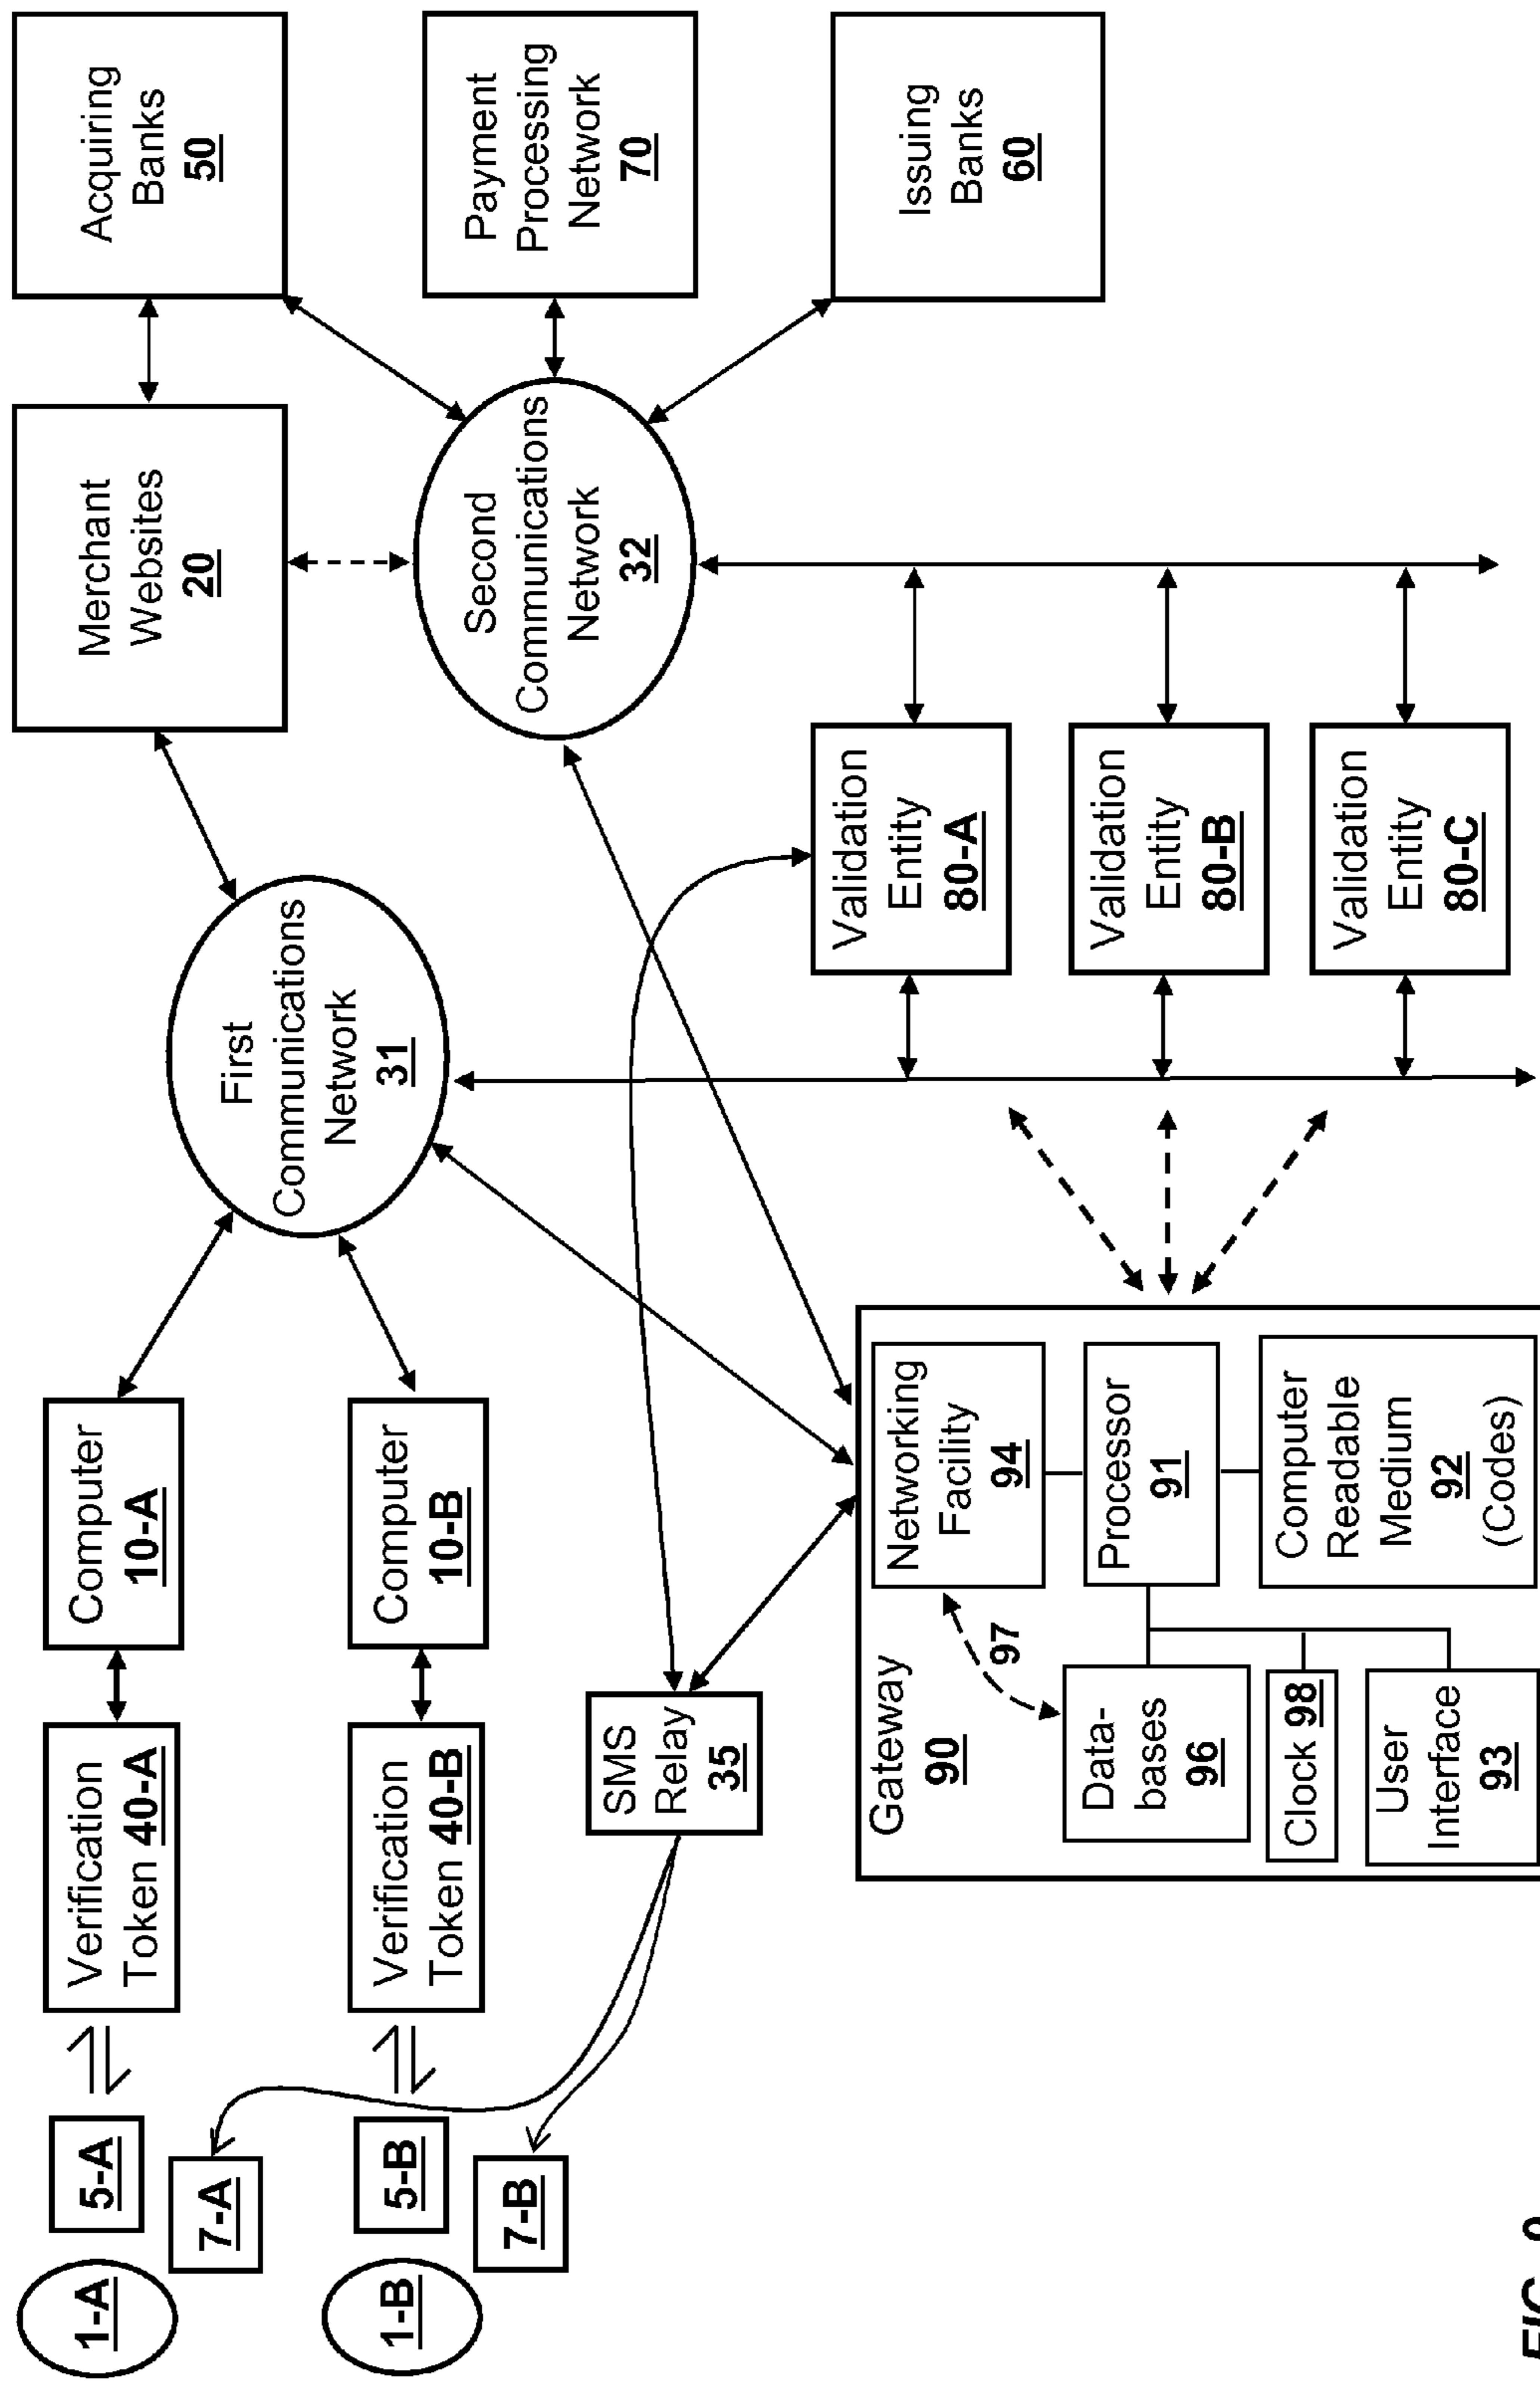 1-A
5-A
7-A
Verification
Token 40-A
Computer
10-A
1-B
5-B
7-B
Verification
Token 40-B
Computer
10-B
First
Communications
Network
31
Merchant
Websites
20
Acquiring
Banks
50
Second
Communications
Network
32
Payment
Processing
Network
70
Issuing
Banks
60
SMS
Relay
35
Validation
Entity
80-A
Validation
Entity
80-B
Validation
Entity
80-C
Gateway
90
Networking
Facility
94
97
Processor
91
Data-
bases
96
Clock 98
User
Interface
93
Computer
Readable
Medium
92
(Codes)
FIG.